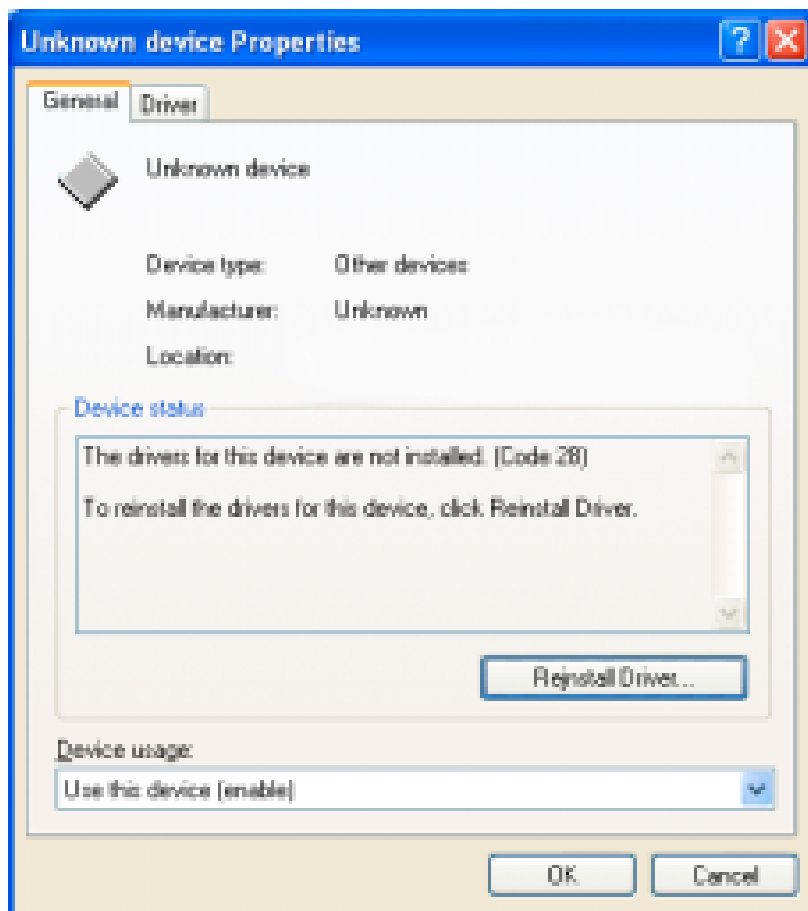 Unknown device Properties
General Driver
Unknown device
Device type: Other devices
Manufacturer: Unknown
Location:
Device status
The drivers for this device are not installed. (Code 28)
To reinstall the drivers for this device, click Reinstall Driver.
Reinstall Driver...
Device usage:
Use this device (enable)
OK Cancel